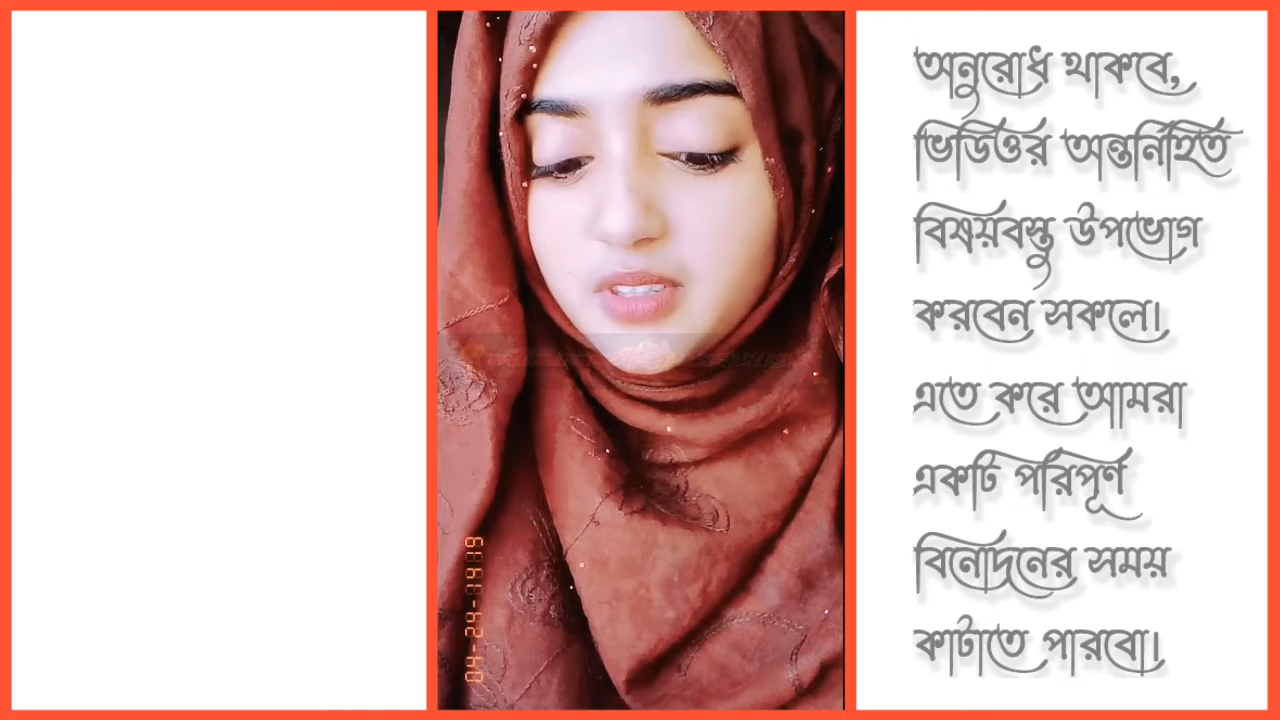 অনুরোধ থাকবে,
ভিডিওর অন্তর্নিহিত
বিষয়বস্তু উপভোগ
করবেন সকলে।
এতে করে আমরা
একটি পরিপূর্ণ
বিনোদনের সময়
কাটাতে পারবো।